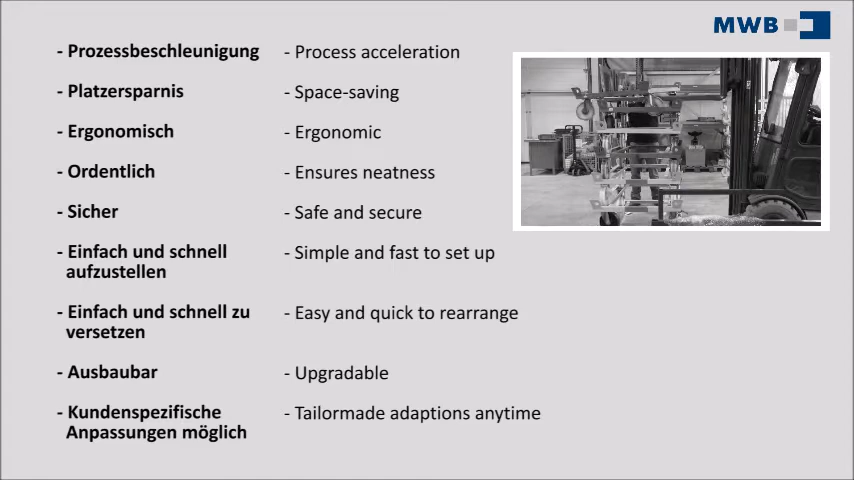 MWB
- Prozessbeschleunigung - Process acceleration
- Platzersparnis - Space-saving
- Ergonomisch - Ergonomic
- Ordentlich - Ensures neatness
- Sicher - Safe and secure
- Einfach und schnell - Simple and fast to set up
aufzustellen
- Einfach und schnell zu - Easy and quick to rearrange
versetzen
- Ausbaubar - Upgradable
- Kundenspezifische - Tailormade adaptions anytime
Anpassungen möglich